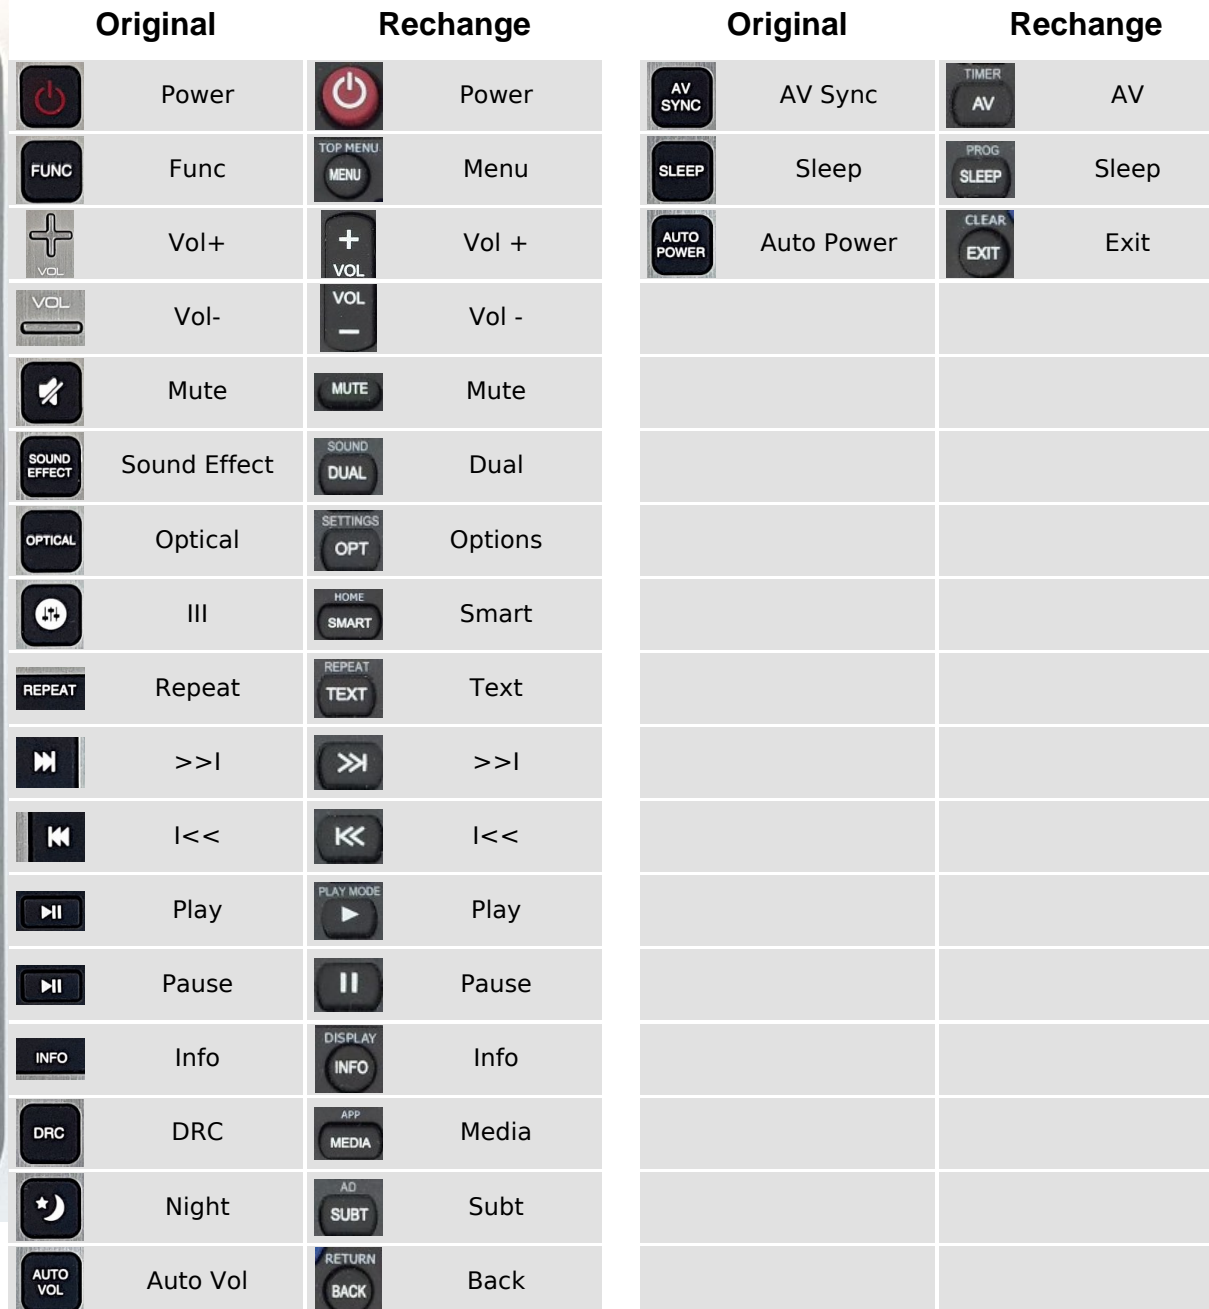 Original Rechange Original Rechange
Power Power AV SYNC AV Sync TIMER AV AV
FUNC Func TOP MENU MENU Menu SLEEP Sleep PROG SLEEP Sleep
VOL Vol+ + VOL Vol + AUTO POWER Auto Power CLEAR EXIT Exit
VOL Vol- VOL – Vol -
Mute MUTE Mute
SOUND EFFECT Sound Effect SOUND DUAL Dual
OPTICAL Optical SETTINGS OPT Options
III HOME SMART Smart
REPEAT Repeat REPEAT TEXT Text
>>I >>I
I<< I<<
Play PLAY MODE Play
Pause Pause
INFO Info DISPLAY INFO Info
DRC DRC APP MEDIA Media
Night AD SUBT Subt
AUTO VOL Auto Vol RETURN BACK Back